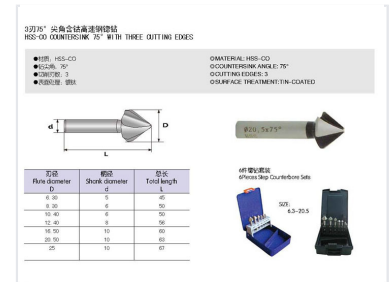 3刃75°尖角含钴高速钢锪钻
HSS-CO COUNTERSINK 75° WITH THREE CUTTING EDGES
●材质:HSS-CO
●钻尖角:75°
●切削刃数:3
●表面处理:镀钛
○MATERIAL: HSS-CO
○COUNTERSINK ANGLE: 75°
○CUTTING EDGES: 3
○SURFACE TREATMENT:TIN-COATED
d
D
L
Ø20.5x75°
刃径 柄径 总长
Flute diameter Shank diameter Total length
D d L
6. 30 5 45
8. 30 6 50
10. 40 6 50
12. 40 8 56
16. 50 10 60
20. 50 10 63
25 10 67
6件锪钻套装
6Pieces Step Counterbore Sets
SIZE:
6.3-20.5